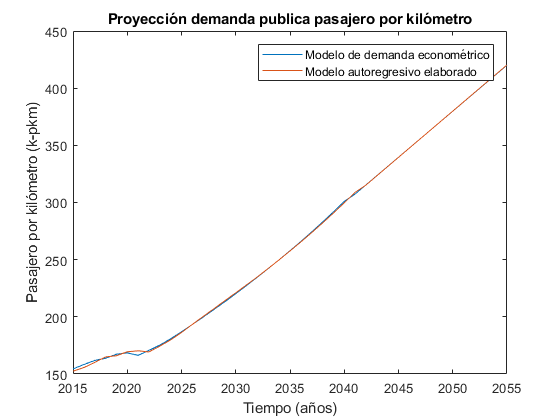 Proyección demanda publica pasajero por kilómetro
450
400
350
300
250
200
150
Pasajero por kilómetro (k-pkm)
Modelo de demanda econométrico
Modelo autoregresivo elaborado
2015 2020 2025 2030 2035 2040 2045 2050 2055
Tiempo (años)